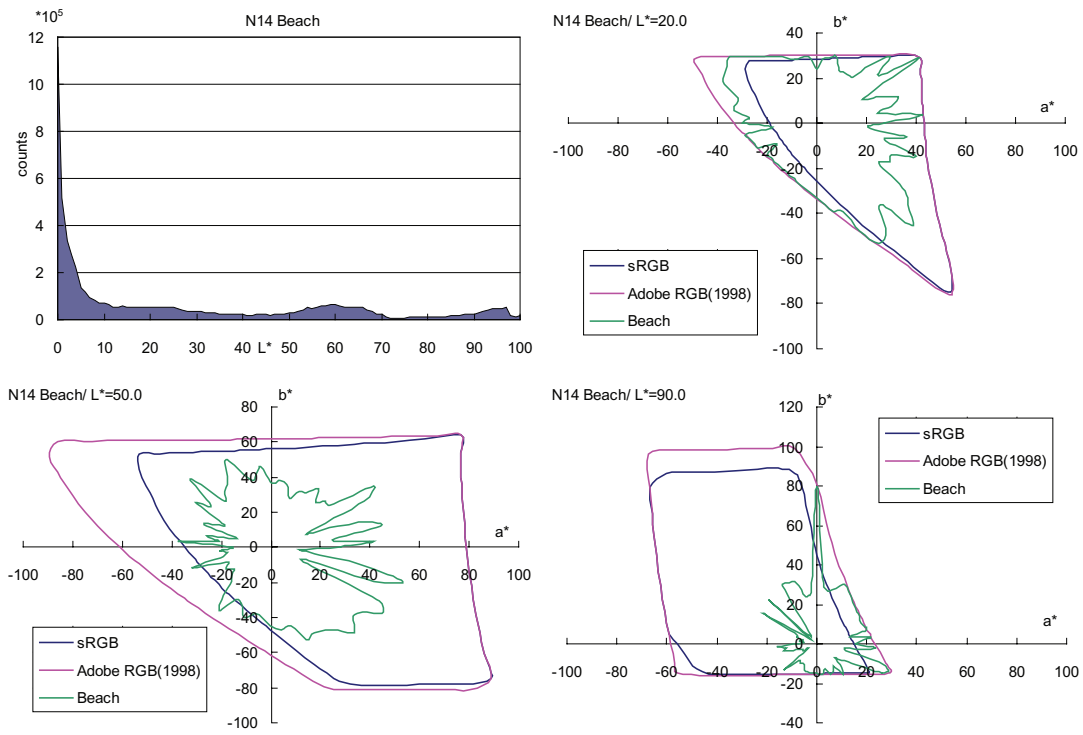 N14 Beach
*10⁵
counts
12
10
8
6
4
2
0
0 10 20 30 40 L* 50 60 70 80 90 100
N14 Beach/ L*=20.0
b*
a*
40
20
0
-20
-40
-60
-80
-100
-100 -80 -60 -40 -20 0 20 40 60 80 100
sRGB
Adobe RGB(1998)
Beach
N14 Beach/ L*=50.0
b*
a*
80
60
40
20
0
-20
-40
-60
-80
-100
-100 -80 -60 -40 -20 0 20 40 60 80 100
sRGB
Adobe RGB(1998)
Beach
N14 Beach/ L*=90.0
b*
a*
120
100
80
60
40
20
0
-20
-40
-100 -80 -60 -40 -20 0 20 40 60 80 100
sRGB
Adobe RGB(1998)
Beach